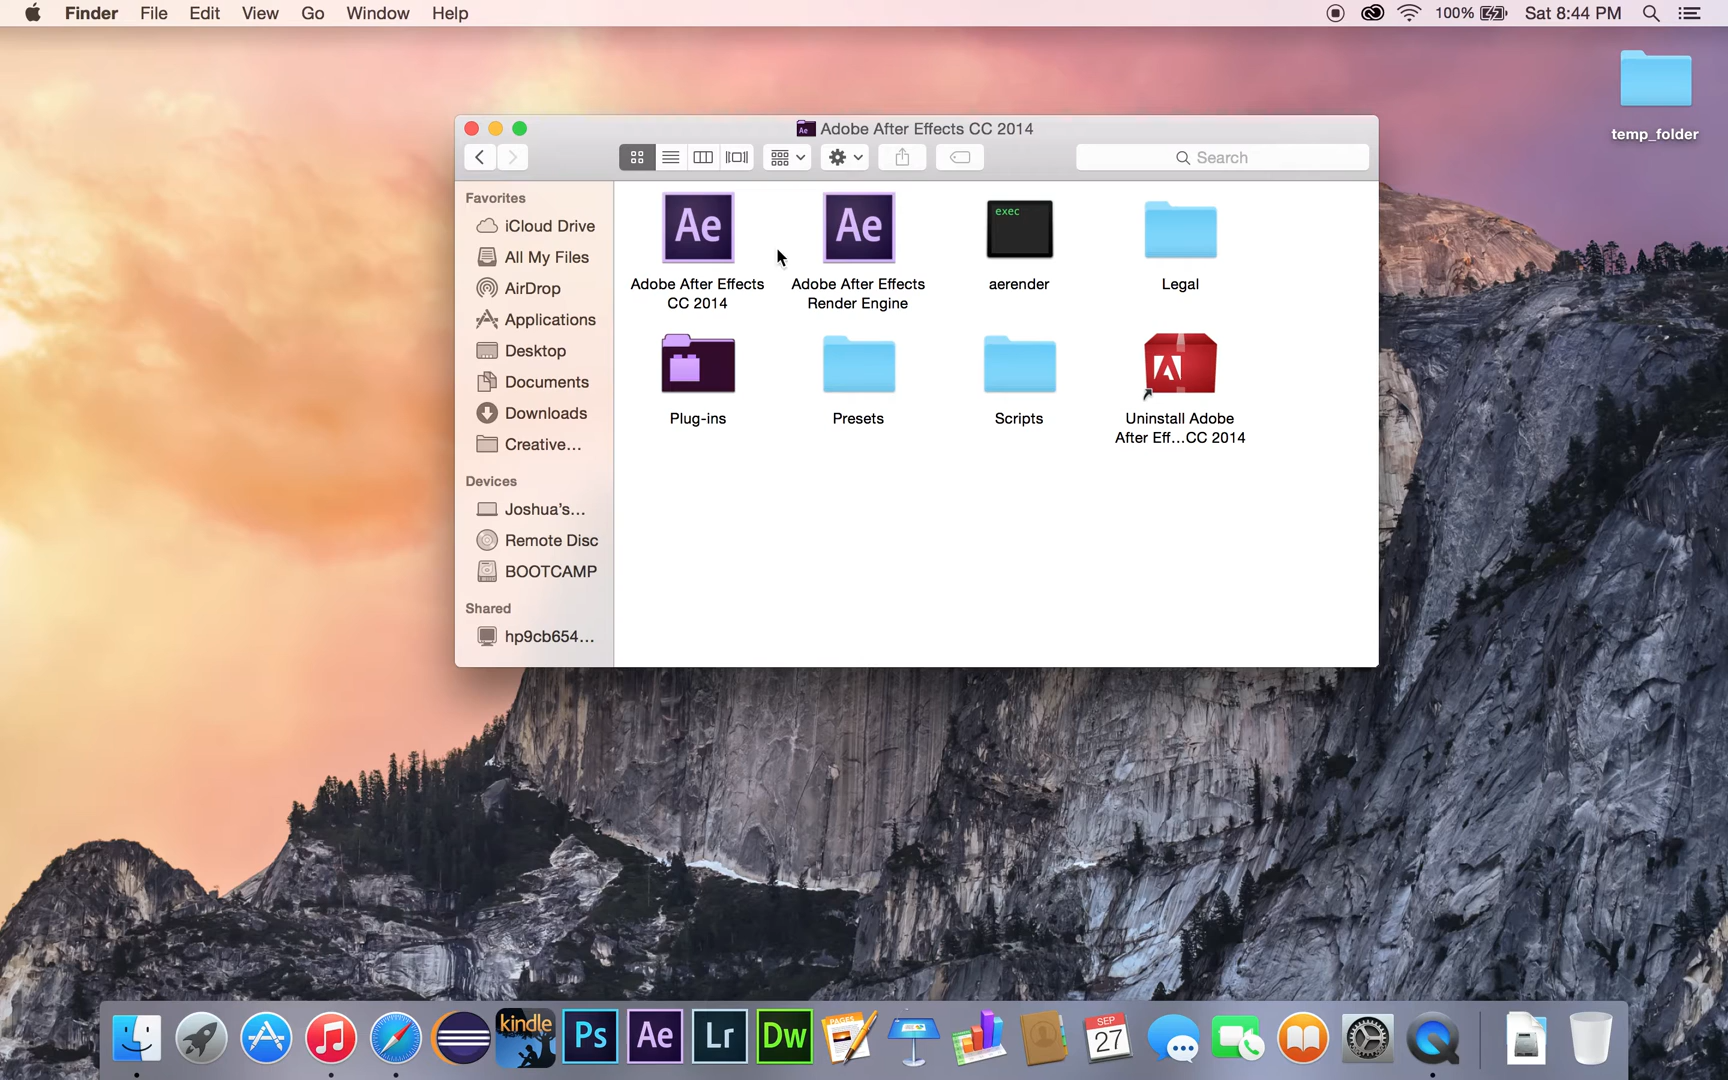 Finder File Edit View Go Window Help 100% Sat 8:44 PM
temp_folder
Ae Adobe After Effects CC 2014
Search
Favorites
iCloud Drive
All My Files
AirDrop
Applications
Desktop
Documents
Downloads
Creative...
Devices
Joshua's...
Remote Disc
BOOTCAMP
Shared
hp9cb654...
Ae Ae exec
Adobe After Effects
CC 2014
Adobe After Effects
Render Engine
aerender
Legal
Plug-ins
Presets
Scripts
Uninstall Adobe
After Eff...CC 2014
kindle Ps Ae Lr Dw PAGES SEP
27